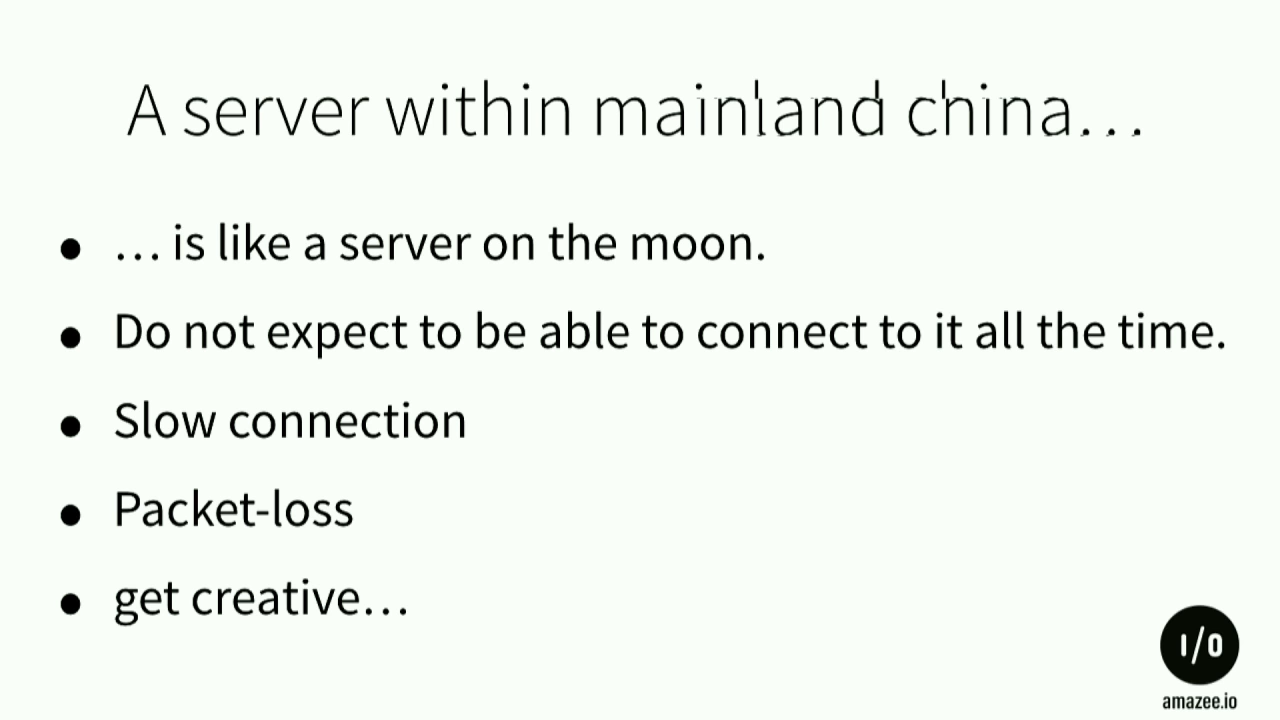 A server within mainland china…
• … is like a server on the moon.
• Do not expect to be able to connect to it all the time.
• Slow connection
• Packet-loss
• get creative…
I/O
amazee.io